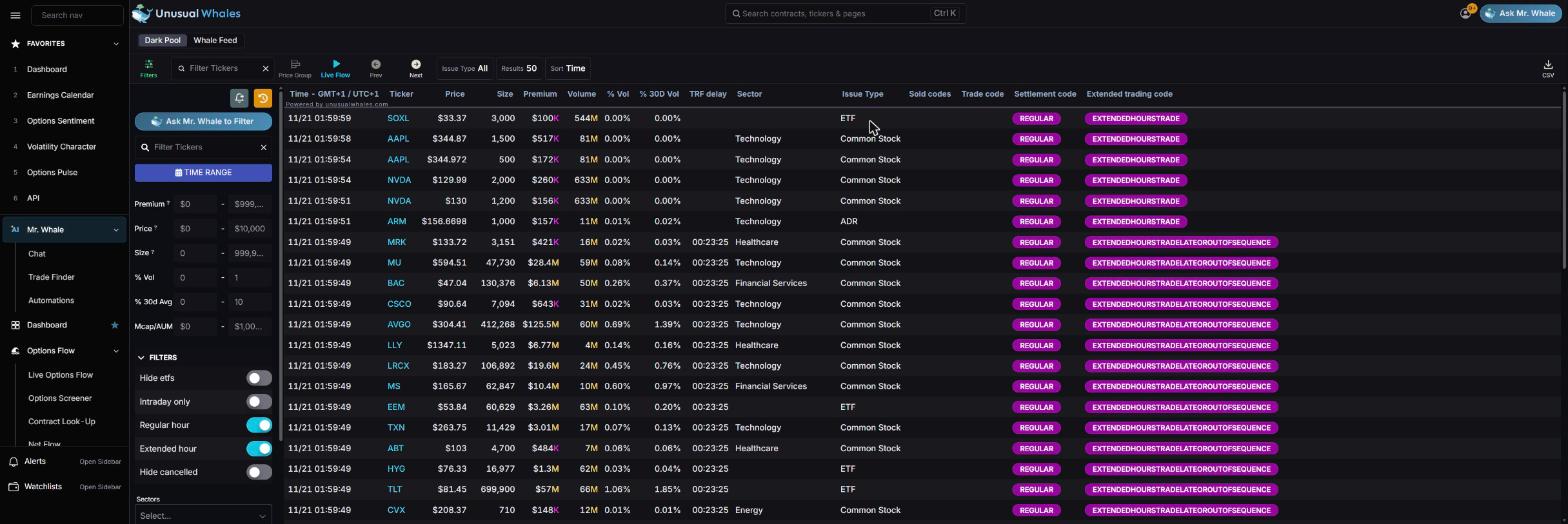 Search nav
Unusual Whales
Search contracts, tickers & pages Ctrl K
9+
Ask Mr. Whale
FAVORITES
1 Dashboard
2 Earnings Calendar
3 Options Sentiment
4 Volatility Character
5 Options Pulse
6 API
AI Mr. Whale
Chat
Trade Finder
Automations
Dashboard
Options Flow
Live Options Flow
Options Screener
Contract Look-Up
Net Flow
Alerts Open Sidebar
Watchlists Open Sidebar
Dark Pool Whale Feed
Filters
Filter Tickers
Price Group
Live Flow
Prev
Next
Issue Type All
Results 50
Sort Time
CSV
Ask Mr. Whale to Filter
Filter Tickers
TIME RANGE
Premium ? $0 - $999,...
Price ? $0 - $10,000
Size ? 0 - 999,9...
% Vol 0 - 1
% 30d Avg 0 - 10
Mcap/AUM $0 - $1,00...
FILTERS
Hide etfs
Intraday only
Regular hour
Extended hour
Hide cancelled
Sectors
Select...
Time - GMT+1 / UTC+1 Ticker Price Size Premium Volume % Vol % 30D Vol TRF delay Sector Issue Type Sold codes Trade code Settlement code Extended trading code
Powered by unusualwhales.com
11/21 01:59:59 SOXL $33.37 3,000 $100K 544M 0.00% 0.00% ETF REGULAR EXTENDEDHOURSTRADE
11/21 01:59:58 AAPL $344.87 1,500 $517K 81M 0.00% 0.00% Technology Common Stock REGULAR EXTENDEDHOURSTRADE
11/21 01:59:54 AAPL $344.972 500 $172K 81M 0.00% 0.00% Technology Common Stock REGULAR EXTENDEDHOURSTRADE
11/21 01:59:54 NVDA $129.99 2,000 $260K 633M 0.00% 0.00% Technology Common Stock REGULAR EXTENDEDHOURSTRADE
11/21 01:59:51 NVDA $130 1,200 $156K 633M 0.00% 0.00% Technology Common Stock REGULAR EXTENDEDHOURSTRADE
11/21 01:59:51 ARM $156.6698 1,000 $157K 11M 0.01% 0.02% Technology ADR REGULAR EXTENDEDHOURSTRADE
11/21 01:59:49 MRK $133.72 3,151 $421K 16M 0.02% 0.03% 00:23:25 Healthcare Common Stock REGULAR EXTENDEDHOURSTRADELATEOROUTOFSEQUENCE
11/21 01:59:49 MU $594.51 47,730 $28.4M 59M 0.08% 0.14% 00:23:25 Technology Common Stock REGULAR EXTENDEDHOURSTRADELATEOROUTOFSEQUENCE
11/21 01:59:49 BAC $47.04 130,376 $6.13M 50M 0.26% 0.37% 00:23:25 Financial Services Common Stock REGULAR EXTENDEDHOURSTRADELATEOROUTOFSEQUENCE
11/21 01:59:49 CSCO $90.64 7,094 $643K 31M 0.02% 0.03% 00:23:25 Technology Common Stock REGULAR EXTENDEDHOURSTRADELATEOROUTOFSEQUENCE
11/21 01:59:49 AVGO $304.41 412,268 $125.5M 60M 0.69% 1.39% 00:23:25 Technology Common Stock REGULAR EXTENDEDHOURSTRADELATEOROUTOFSEQUENCE
11/21 01:59:49 LLY $1347.11 5,023 $6.77M 4M 0.14% 0.16% 00:23:25 Healthcare Common Stock REGULAR EXTENDEDHOURSTRADELATEOROUTOFSEQUENCE
11/21 01:59:49 LRCX $183.27 106,892 $19.6M 24M 0.45% 0.76% 00:23:25 Technology Common Stock REGULAR EXTENDEDHOURSTRADELATEOROUTOFSEQUENCE
11/21 01:59:49 MS $165.67 62,847 $10.4M 10M 0.60% 0.97% 00:23:25 Financial Services Common Stock REGULAR EXTENDEDHOURSTRADELATEOROUTOFSEQUENCE
11/21 01:59:49 EEM $53.84 60,629 $3.26M 63M 0.10% 0.20% 00:23:25 ETF REGULAR EXTENDEDHOURSTRADELATEOROUTOFSEQUENCE
11/21 01:59:49 TXN $263.75 11,429 $3.01M 17M 0.07% 0.13% 00:23:25 Technology Common Stock REGULAR EXTENDEDHOURSTRADELATEOROUTOFSEQUENCE
11/21 01:59:49 ABT $103 4,700 $484K 7M 0.06% 0.06% 00:23:25 Healthcare Common Stock REGULAR EXTENDEDHOURSTRADELATEOROUTOFSEQUENCE
11/21 01:59:49 HYG $76.33 16,977 $1.3M 62M 0.03% 0.04% 00:23:25 ETF REGULAR EXTENDEDHOURSTRADELATEOROUTOFSEQUENCE
11/21 01:59:49 TLT $81.45 699,900 $57M 66M 1.06% 1.85% 00:23:25 ETF REGULAR EXTENDEDHOURSTRADELATEOROUTOFSEQUENCE
11/21 01:59:49 CVX $208.37 710 $148K 12M 0.01% 0.01% 00:23:25 Energy Common Stock REGULAR EXTENDEDHOURSTRADELATEOROUTOFSEQUENCE